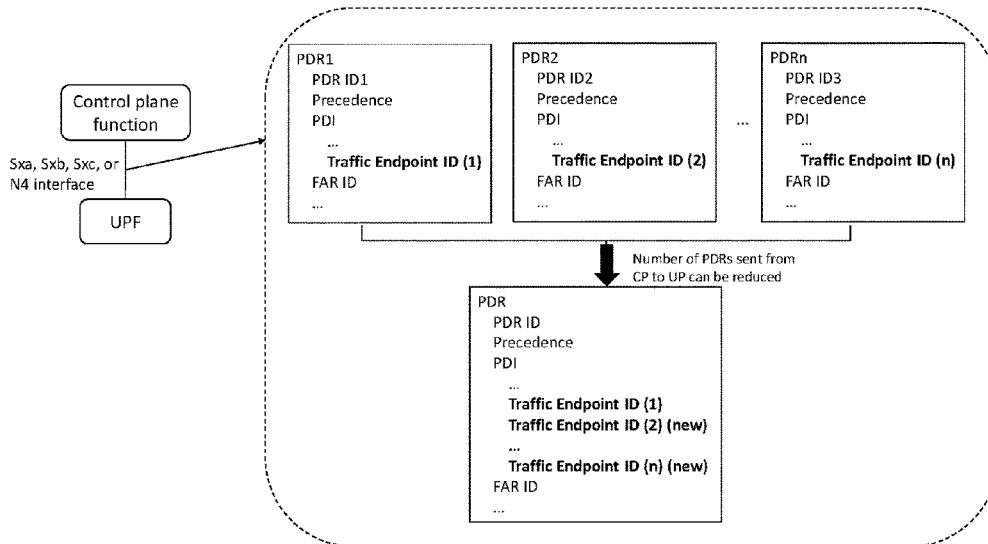 Control plane
function
Sxa, Sxb, Sxc, or
N4 interface
UPF
PDR1
PDR ID1
Precedence
PDI
...
Traffic Endpoint ID (1)
FAR ID
...
PDR2
PDR ID2
Precedence
PDI
...
Traffic Endpoint ID (2)
FAR ID
...
...
PDRn
PDR ID3
Precedence
PDI
...
Traffic Endpoint ID (n)
FAR ID
...
Number of PDRs sent from
CP to UP can be reduced
PDR
PDR ID
Precedence
PDI
...
Traffic Endpoint ID (1)
Traffic Endpoint ID (2) (new)
...
Traffic Endpoint ID (n) (new)
FAR ID
...